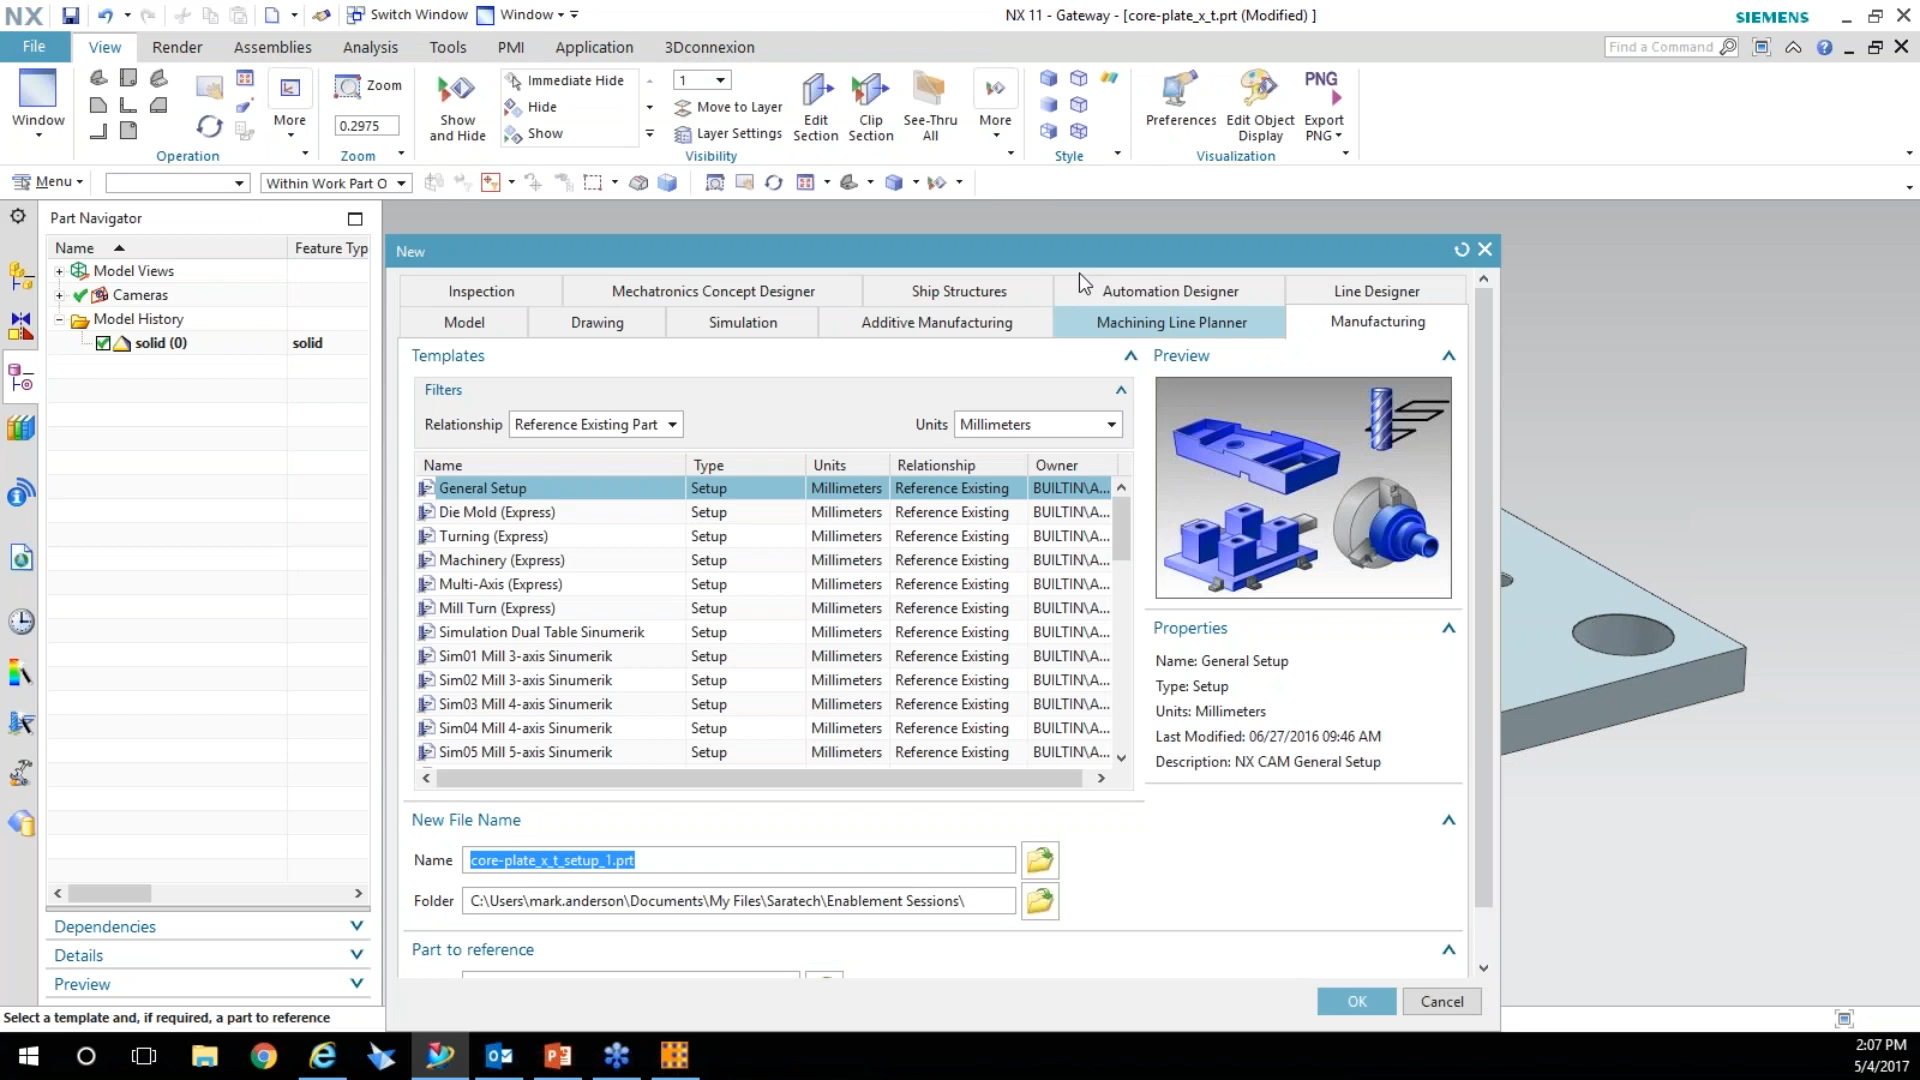 NX
Switch Window
Window
NX 11 - Gateway - [core-plate_x_t.prt (Modified) ]
SIEMENS
File
View
Render
Assemblies
Analysis
Tools
PMI
Application
3Dconnexion
Find a Command
Window
More
Operation
Zoom
0.2975
Zoom
Show
and Hide
Immediate Hide
Hide
Show
1
Move to Layer
Layer Settings
Visibility
Edit
Section
Clip
Section
See-Thru
All
More
Style
Preferences
Edit Object
Display
PNG
Export
PNG
Visualization
Menu
Within Work Part O
Part Navigator
Name
Feature Typ
Model Views
Cameras
Model History
solid (0)
solid
Dependencies
Details
Preview
New
Inspection
Mechatronics Concept Designer
Ship Structures
Automation Designer
Line Designer
Model
Drawing
Simulation
Additive Manufacturing
Machining Line Planner
Manufacturing
Templates
Filters
Relationship
Reference Existing Part
Units
Millimeters
Name Type Units Relationship Owner
General Setup Setup Millimeters Reference Existing BUILTIN\A...
Die Mold (Express) Setup Millimeters Reference Existing BUILTIN\A...
Turning (Express) Setup Millimeters Reference Existing BUILTIN\A...
Machinery (Express) Setup Millimeters Reference Existing BUILTIN\A...
Multi-Axis (Express) Setup Millimeters Reference Existing BUILTIN\A...
Mill Turn (Express) Setup Millimeters Reference Existing BUILTIN\A...
Simulation Dual Table Sinumerik Setup Millimeters Reference Existing BUILTIN\A...
Sim01 Mill 3-axis Sinumerik Setup Millimeters Reference Existing BUILTIN\A...
Sim02 Mill 3-axis Sinumerik Setup Millimeters Reference Existing BUILTIN\A...
Sim03 Mill 4-axis Sinumerik Setup Millimeters Reference Existing BUILTIN\A...
Sim04 Mill 4-axis Sinumerik Setup Millimeters Reference Existing BUILTIN\A...
Sim05 Mill 5-axis Sinumerik Setup Millimeters Reference Existing BUILTIN\A...
Preview
Properties
Name: General Setup
Type: Setup
Units: Millimeters
Last Modified: 06/27/2016 09:46 AM
Description: NX CAM General Setup
New File Name
Name
core-plate_x_t_setup_1.prt
Folder
C:\Users\mark.anderson\Documents\My Files\Saratech\Enablement Sessions\
Part to reference
OK
Cancel
Select a template and, if required, a part to reference
2:07 PM
5/4/2017